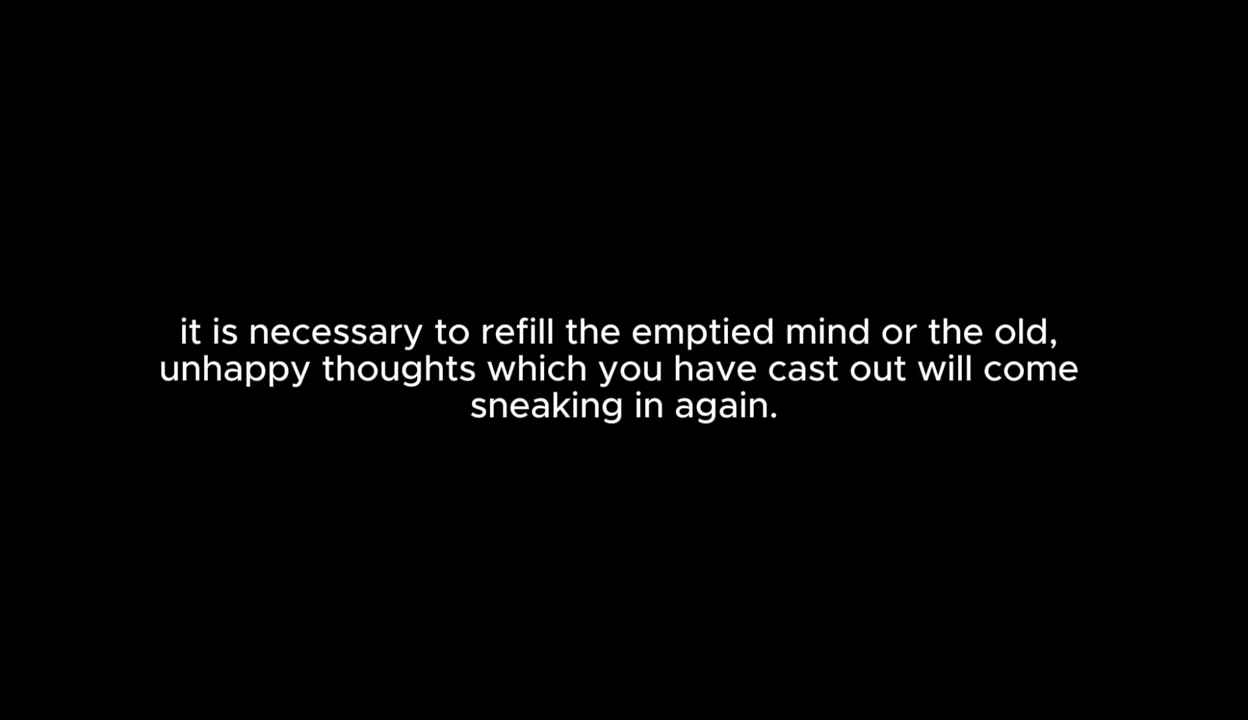 it is necessary to refill the emptied mind or the old,
unhappy thoughts which you have cast out will come
sneaking in again.